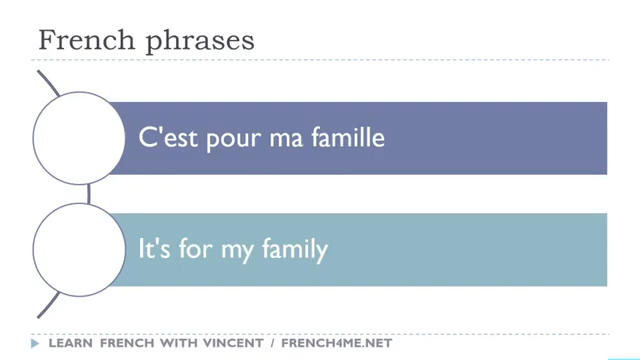 French phrases
C'est pour ma famille
It's for my family
LEARN FRENCH WITH VINCENT / FRENCH4ME.NET